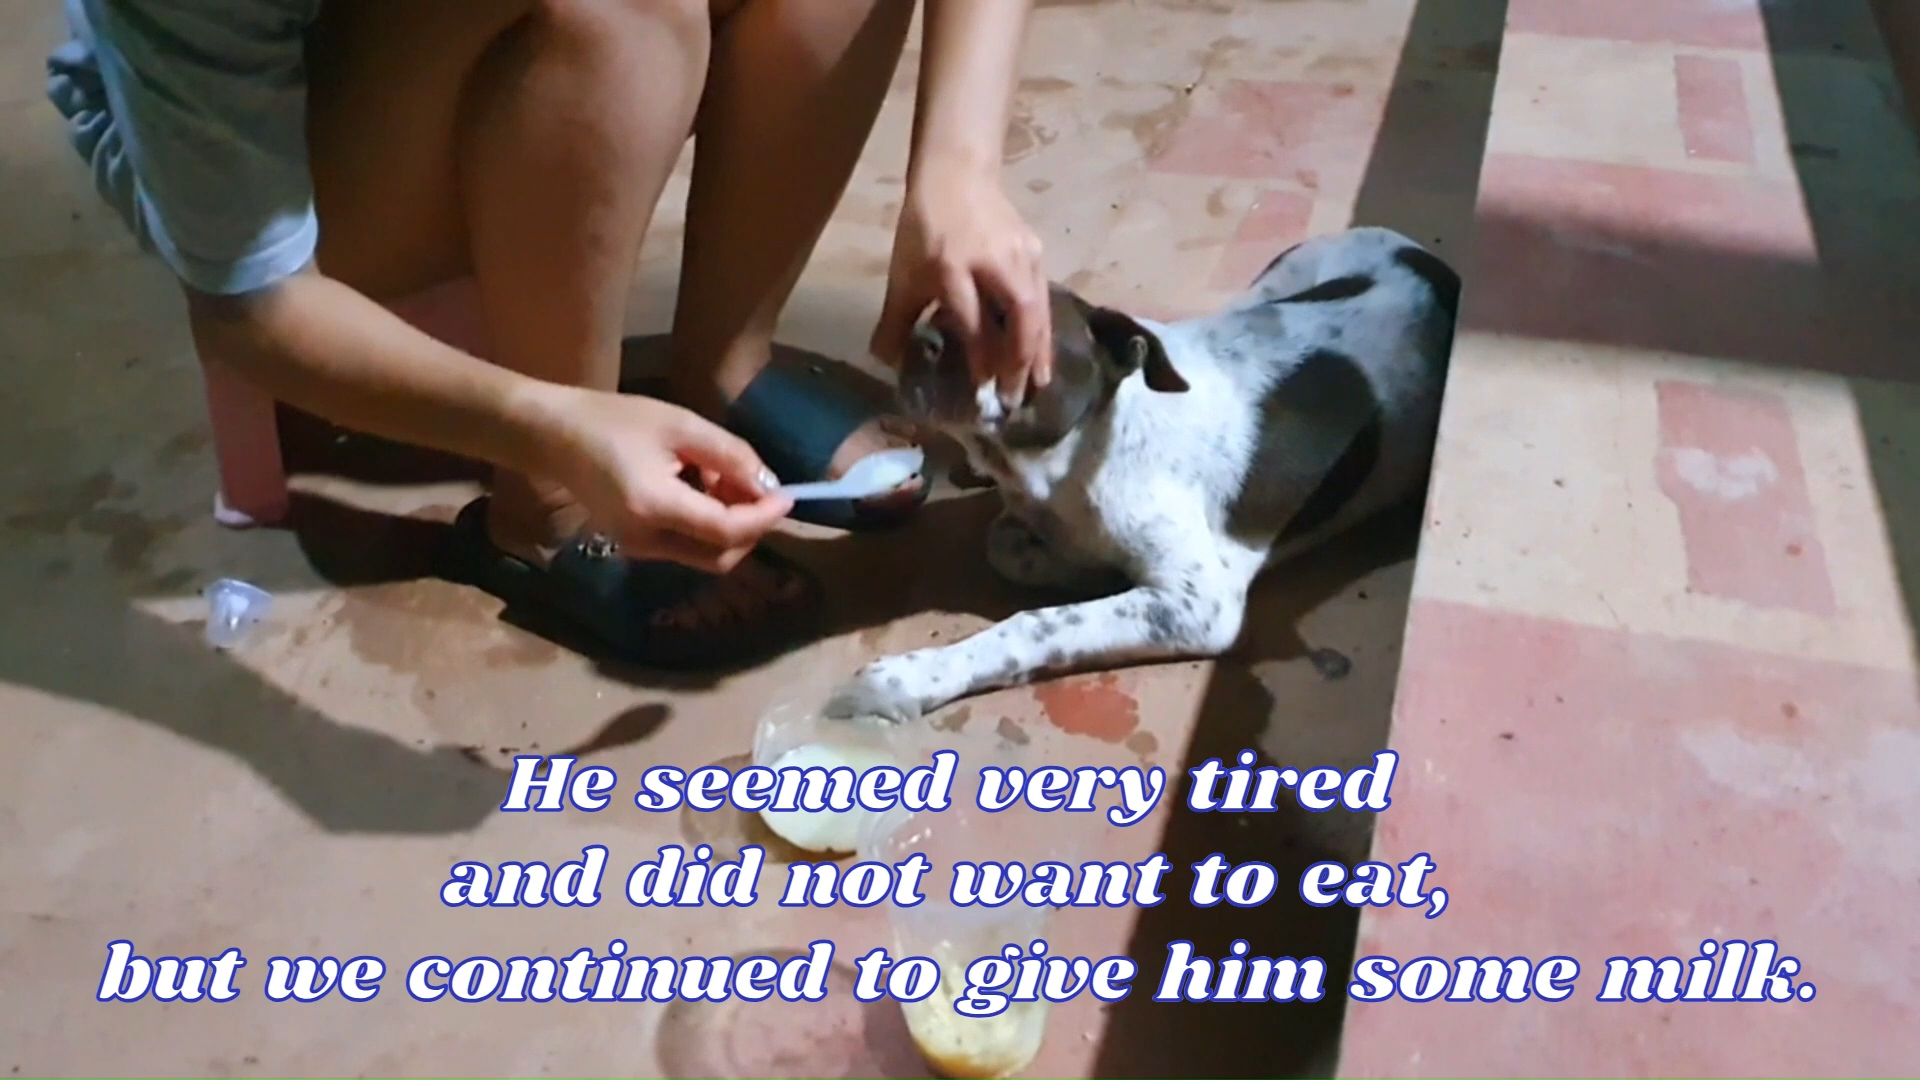 He seemed very tired
and did not want to eat,
but we continued to give him some milk.